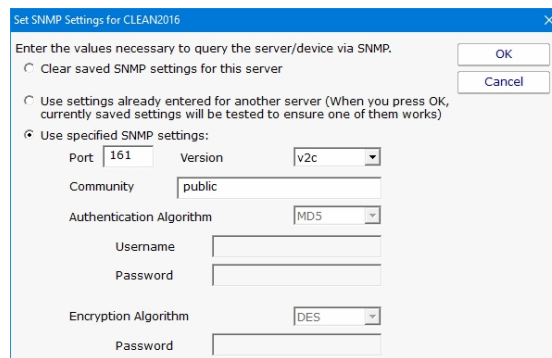 Set SNMP Settings for CLEAN2016
Enter the values necessary to query the server/device via SNMP.
OK
Clear saved SNMP settings for this server
Cancel
Use settings already entered for another server (When you press OK,
currently saved settings will be tested to ensure one of them works)
Use specified SNMP settings:
Port 161 Version v2c
Community public
Authentication Algorithm MD5
Username
Password
Encryption Algorithm DES
Password